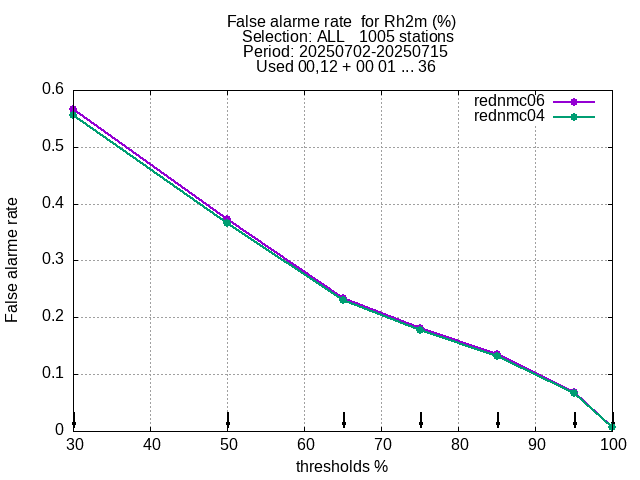 False alarme rate  for Rh2m (%)
Selection: ALL   1005 stations
Period: 20250702-20250715
Used 00,12 + 00 01 ... 36
rednmc06
rednmc04
0.6
0.5
0.4
0.3
0.2
0.1
0
False alarme rate
30 40 50 60 70 80 90 100
thresholds %